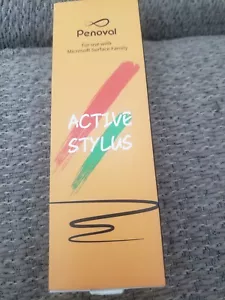 Penoval
For use with
Microsoft Surface Family
ACTIVE
STYLUS